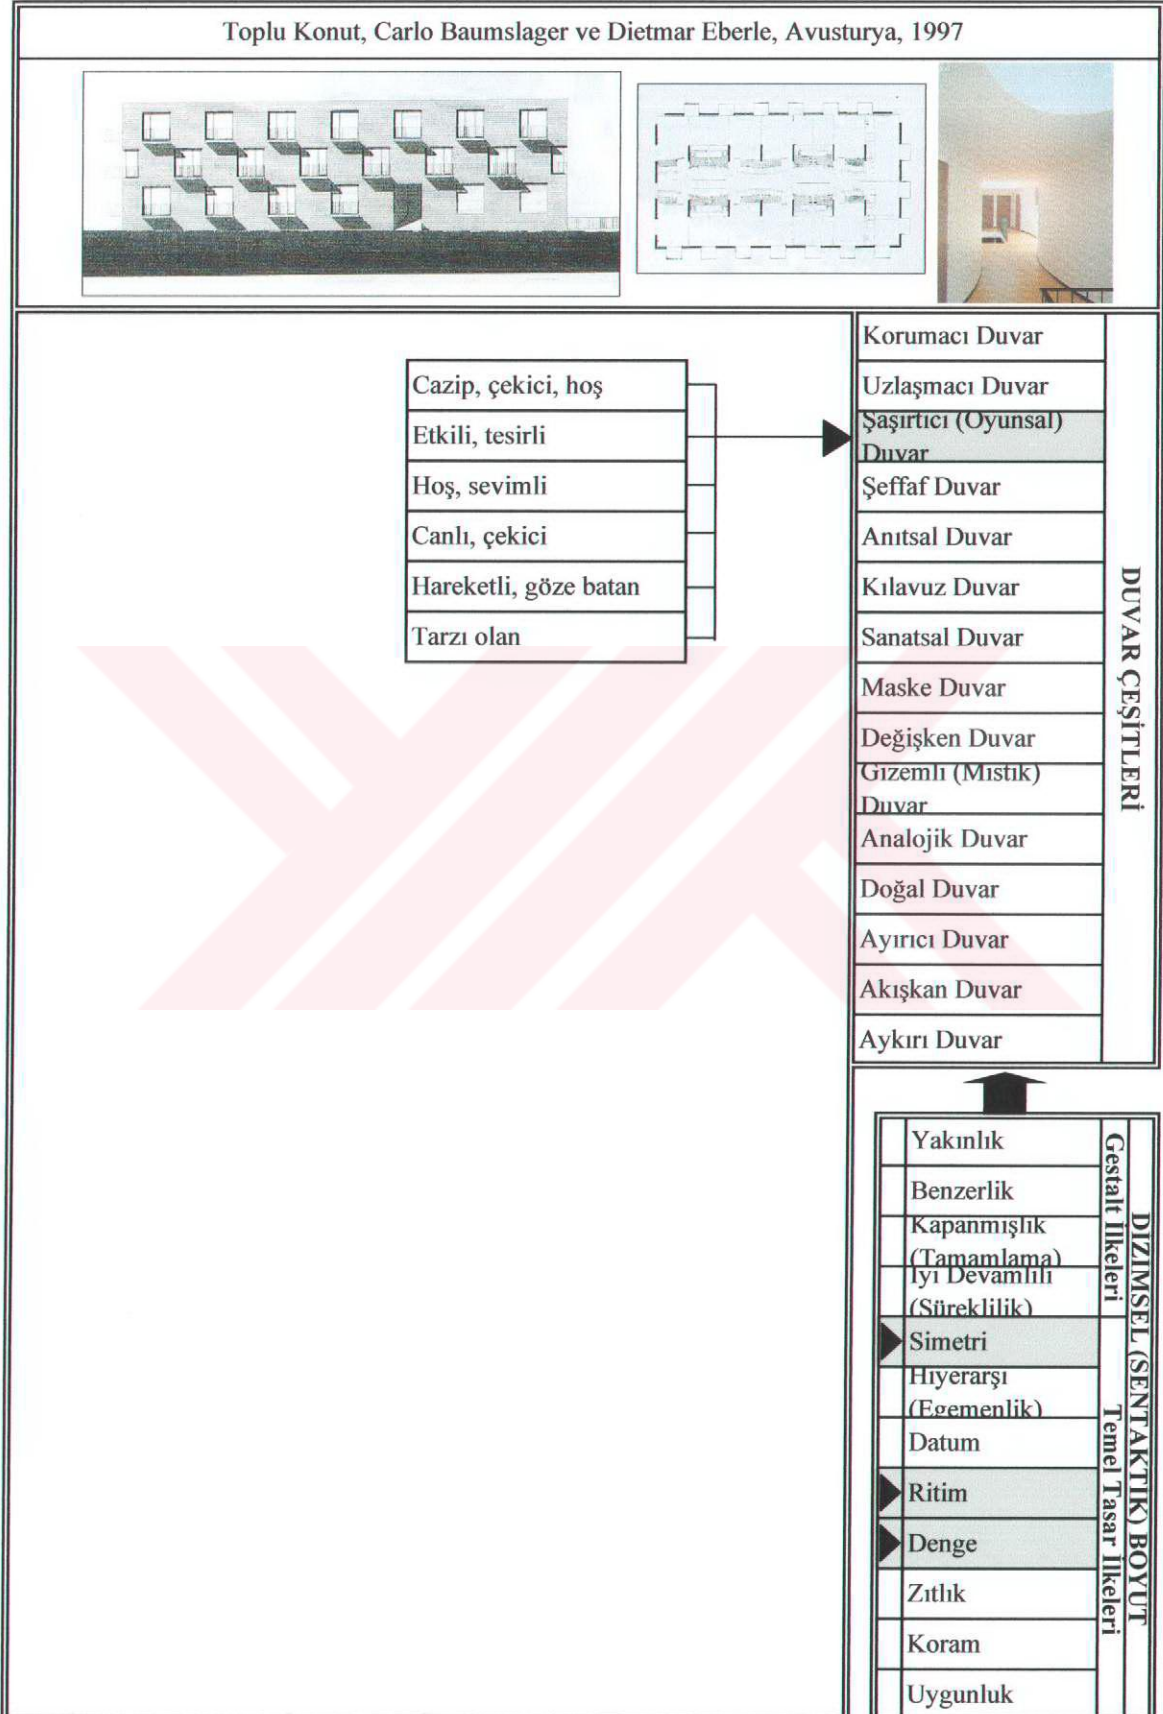 Toplu Konut, Carlo Baumslager ve Dietmar Eberle, Avusturya, 1997
Cazip, çekici, hoş
Etkili, tesirli
Hoş, sevimli
Canlı, çekici
Hareketli, göze batan
Tarzı olan
Korumacı Duvar
Uzlaşmacı Duvar
Şaşırtıcı (Oyunsal)
Duvar
Şeffaf Duvar
Anıtsal Duvar
Kılavuz Duvar
Sanatsal Duvar
Maske Duvar
Değişken Duvar
Gizemli (Mistik)
Duvar
Analojik Duvar
Doğal Duvar
Ayırıcı Duvar
Akışkan Duvar
Aykırı Duvar
DUVAR ÇEŞİTLERİ
Yakınlık
Benzerlik
Kapanmışlık
(Tamamlama)
İyi Devamlılı
(Süreklilik)
Simetri
Hiyerarşi
(Egemenlik)
Datum
Ritim
Denge
Zıtlık
Koram
Uygunluk
Gestalt İlkeleri
Temel Tasar İlkeleri
DİZİMSEL (SENTAKTİK) BOYUT